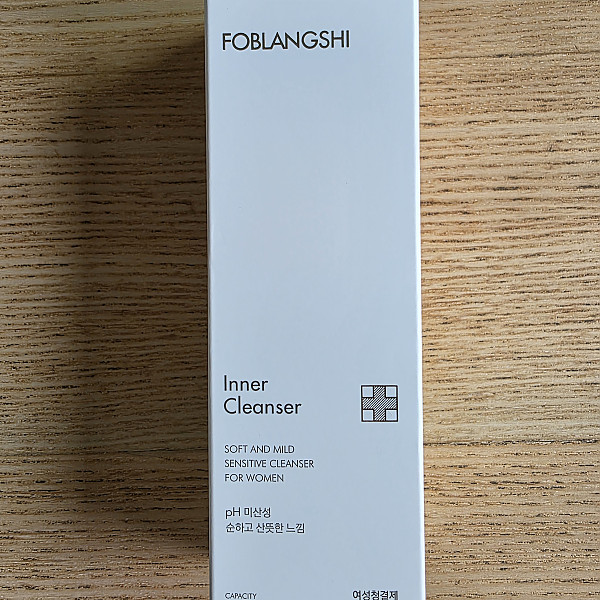 FOBLANGSHI
Inner
Cleanser
SOFT AND MILD
SENSITIVE CLEANSER
FOR WOMEN
pH 미산성
순하고 산뜻한 느낌
CAPACITY
여성청결제